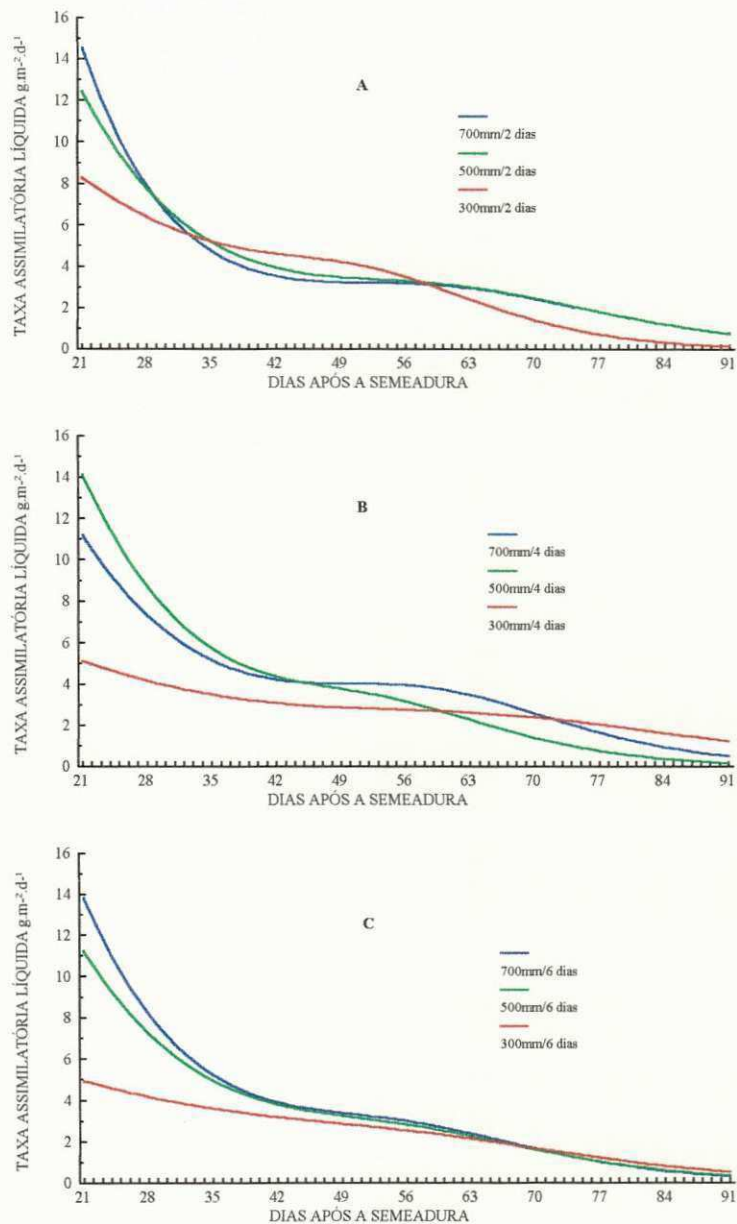 TAXA ASSIMILATÓRIA LÍQUIDA g.m-².d-¹
16
14
12
10
8
6
4
2
0
A
700mm/2 dias
500mm/2 dias
300mm/2 dias
21 28 35 42 49 56 63 70 77 84 91
DIAS APÓS A SEMEADURA
TAXA ASSIMILATÓRIA LÍQUIDA g.m-².d-¹
16
14
12
10
8
6
4
2
0
B
700mm/4 dias
500mm/4 dias
300mm/4 dias
21 28 35 42 49 56 63 70 77 84 91
DIAS APÓS A SEMEADURA
TAXA ASSIMILATÓRIA LÍQUIDA g.m-².d-¹
16
14
12
10
8
6
4
2
0
C
700mm/6 dias
500mm/6 dias
300mm/6 dias
21 28 35 42 49 56 63 70 77 84 91
DIAS APÓS A SEMEADURA